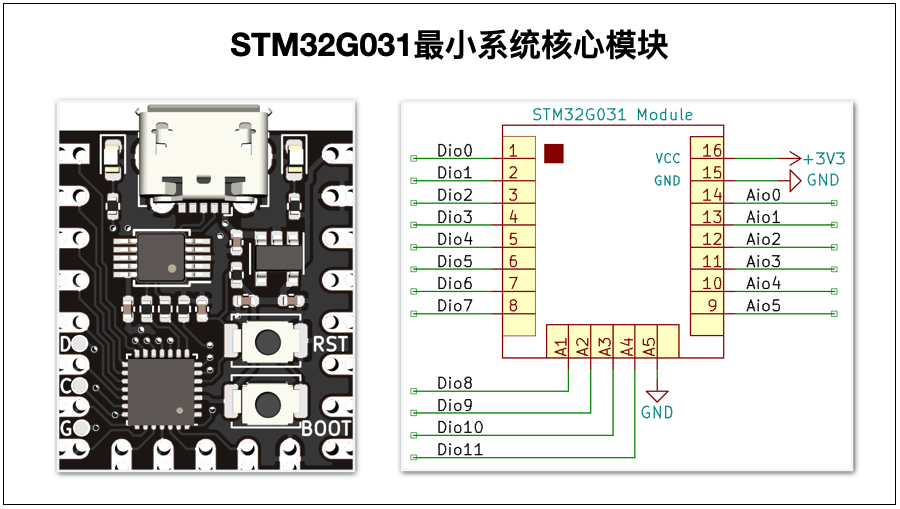 STM32G031最小系统核心模块
D
C
G
RST
BOOT
STM32G031 Module
Dio0 1
Dio1 2
Dio2 3
Dio3 4
Dio4 5
Dio5 6
Dio6 7
Dio7 8
VCC 16 +3V3
GND 15 GND
14 Aio0
13 Aio1
12 Aio2
11 Aio3
10 Aio4
9 Aio5
A1 A2 A3 A4 A5
Dio8
Dio9
Dio10
Dio11
GND